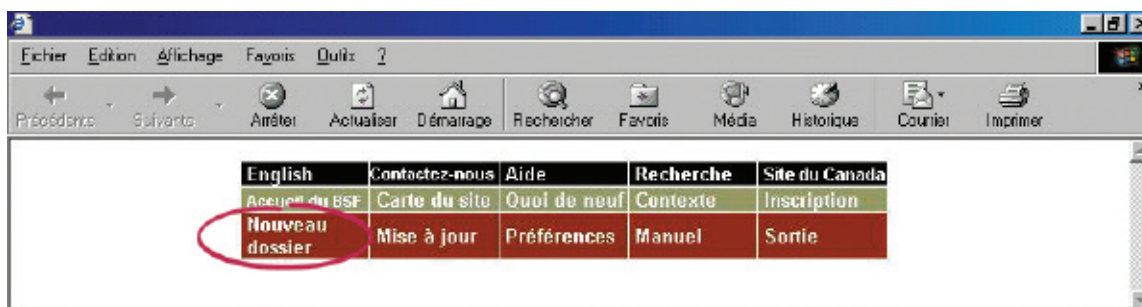 Fichier Edition Affichage Favoris Outils ?
Précédente Suivante Arrêter Actualiser Démarrage Rechercher Favoris Média Historique Courrier Imprimer
English Contactez-nous Aide Recherche Site du Canada
Accueil du BSF Carte du site Quoi de neuf Contexte Inscription
Nouveau
dossier Mise à jour Préférences Manuel Sortie